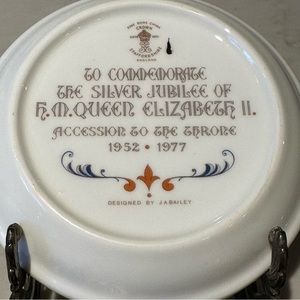 FINE BONE CHINA
CROWN
STAFFORDSHIRE
ENGLAND
TO COMMEMORATE
THE SILVER JUBILEE OF
H.M.QUEEN ELIZABETH II.
ACCESSION TO THE THRONE
1952 • 1977
DESIGNED BY J.A.BAILEY